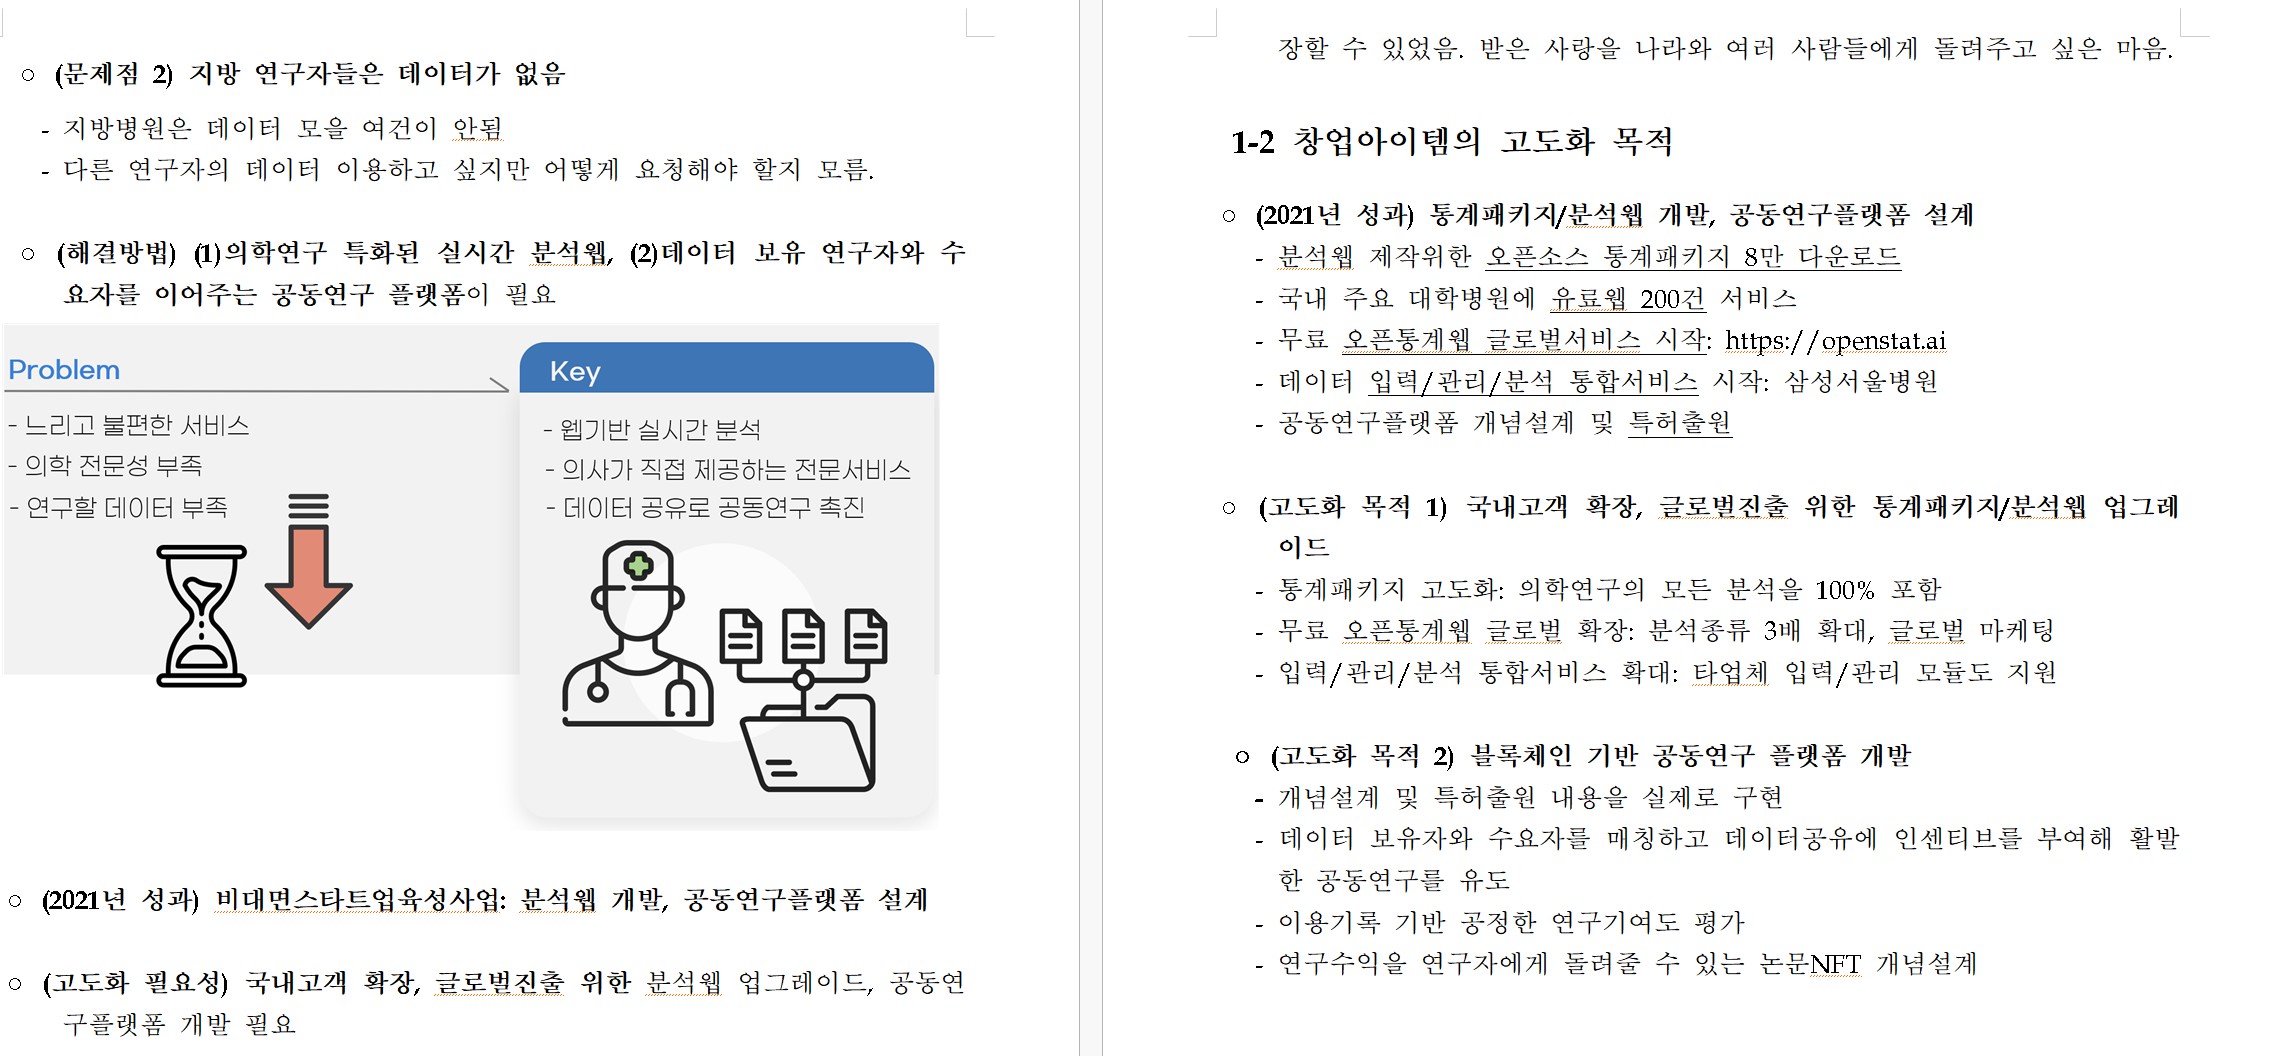 ○ (문제점 2) 지방 연구자들은 데이터가 없음
- 지방병원은 데이터 모을 여건이 안됨
- 다른 연구자의 데이터 이용하고 싶지만 어떻게 요청해야 할지 모름.
○ (해결방법) (1)의학연구 특화된 실시간 분석웹, (2)데이터 보유 연구자와 수
요자를 이어주는 공동연구 플랫폼이 필요
Problem
- 느리고 불편한 서비스
- 의학 전문성 부족
- 연구할 데이터 부족
Key
- 웹기반 실시간 분석
- 의사가 직접 제공하는 전문서비스
- 데이터 공유로 공동연구 촉진
○ (2021년 성과) 비대면스타트업육성사업: 분석웹 개발, 공동연구플랫폼 설계
○ (고도화 필요성) 국내고객 확장, 글로벌진출 위한 분석웹 업그레이드, 공동연
구플랫폼 개발 필요
장할 수 있었음. 받은 사랑을 나라와 여러 사람들에게 돌려주고 싶은 마음.
1-2 창업아이템의 고도화 목적
○ (2021년 성과) 통계패키지/분석웹 개발, 공동연구플랫폼 설계
- 분석웹 제작위한 오픈소스 통계패키지 8만 다운로드
- 국내 주요 대학병원에 유료웹 200건 서비스
- 무료 오픈통계웹 글로벌서비스 시작: https://openstat.ai
- 데이터 입력/관리/분석 통합서비스 시작: 삼성서울병원
- 공동연구플랫폼 개념설계 및 특허출원
○ (고도화 목적 1) 국내고객 확장, 글로벌진출 위한 통계패키지/분석웹 업그레
이드
- 통계패키지 고도화: 의학연구의 모든 분석을 100% 포함
- 무료 오픈통계웹 글로벌 확장: 분석종류 3배 확대, 글로벌 마케팅
- 입력/관리/분석 통합서비스 확대: 타업체 입력/관리 모듈도 지원
○ (고도화 목적 2) 블록체인 기반 공동연구 플랫폼 개발
- 개념설계 및 특허출원 내용을 실제로 구현
- 데이터 보유자와 수요자를 매칭하고 데이터공유에 인센티브를 부여해 활발
한 공동연구를 유도
- 이용기록 기반 공정한 연구기여도 평가
- 연구수익을 연구자에게 돌려줄 수 있는 논문NFT 개념설계